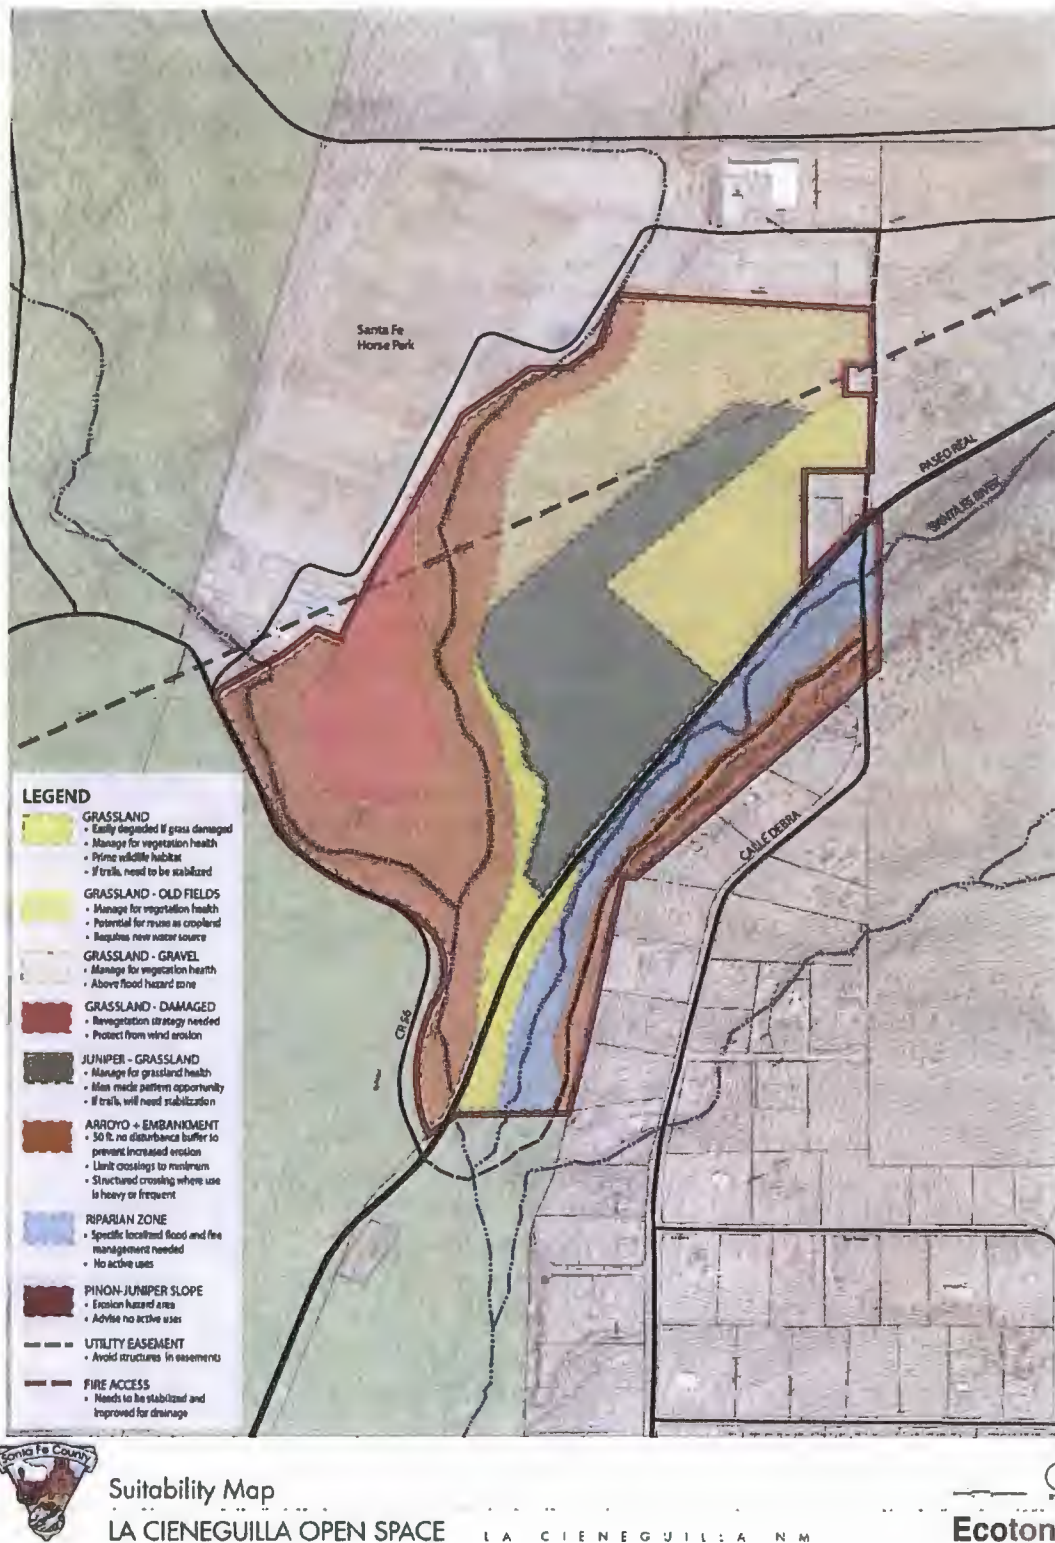 Santa Fe
Horse Park
PASEO REAL
SANTA FE RIVER
CALLE DEBRA
CR 56
LEGEND
GRASSLAND
• Easily degraded if grass damaged
• Manage for vegetation health
• Prime wildlife habitat
• If trails, need to be stabilized
GRASSLAND - OLD FIELDS
• Manage for vegetation health
• Potential for reuse as cropland
• Requires new water source
GRASSLAND - GRAVEL
• Manage for vegetation health
• Above flood hazard zone
GRASSLAND - DAMAGED
• Revegetation strategy needed
• Protect from wind erosion
JUNIPER - GRASSLAND
• Manage for grassland health
• Man made pattern opportunity
• If trails, will need stabilization
ARROYO + EMBANKMENT
• 50 ft. no disturbance buffer to
prevent increased erosion
• Limit crossings to minimum
• Structured crossing where use
is heavy or frequent
RIPARIAN ZONE
• Specific localized flood and fire
management needed
• No active uses
PINON-JUNIPER SLOPE
• Erosion hazard area
• Advise no active uses
UTILITY EASEMENT
• Avoid structures in easements
FIRE ACCESS
• Needs to be stabilized and
improved for drainage
Santa Fe County
Suitability Map
LA CIENEGUILLA OPEN SPACE
LA CIENEGUILLA NM
Ecoton